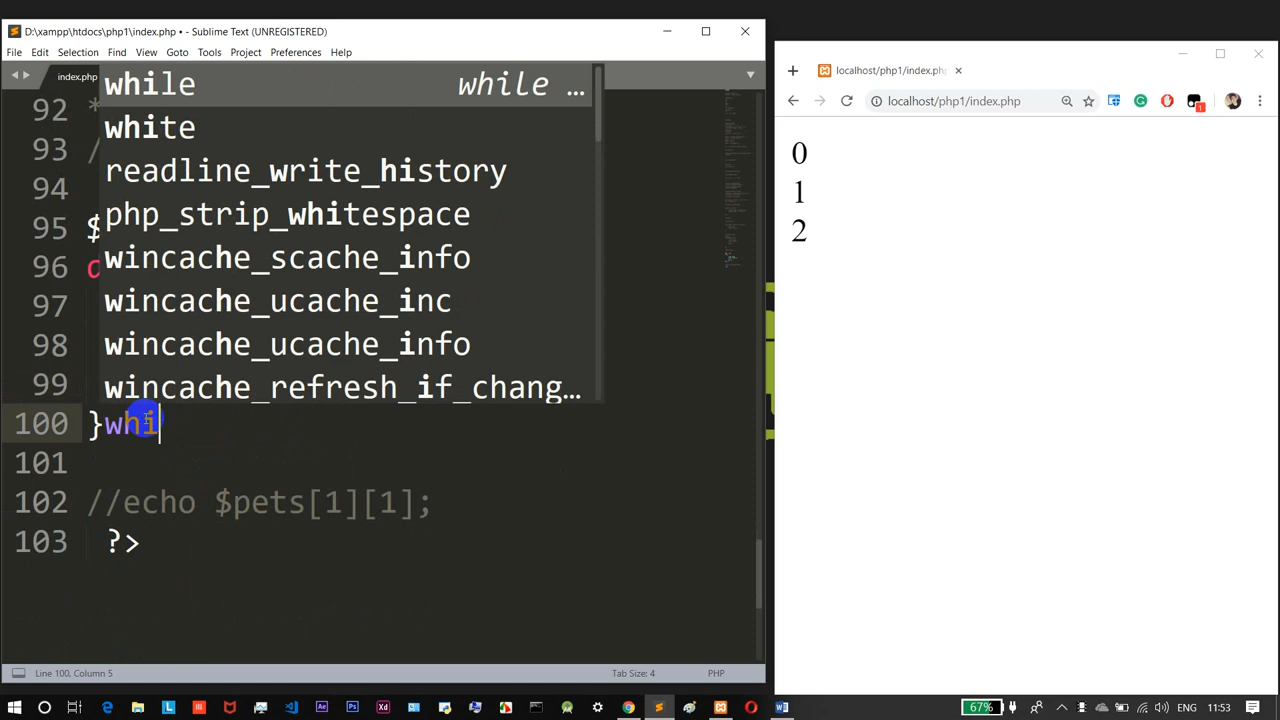 D:\xampp\htdocs\php1\index.php • - Sublime Text (UNREGISTERED)
File Edit Selection Find View Goto Tools Project Preferences Help
index.php
while while ...
white
readline_write_history
php_strip_whitespace
wincache_scache_info
wincache_ucache_inc
wincache_ucache_info
wincache_refresh_if_chang...
92 *
93 /
94
95 $
96 d
97
98
99
100 }whi
101
102 //echo $pets[1][1];
103 ?>
Line 100, Column 5 Tab Size: 4 PHP
localhost/php1/index.ph
localhost/php1/index.php
1
0
1
2
67% ENG 11:53